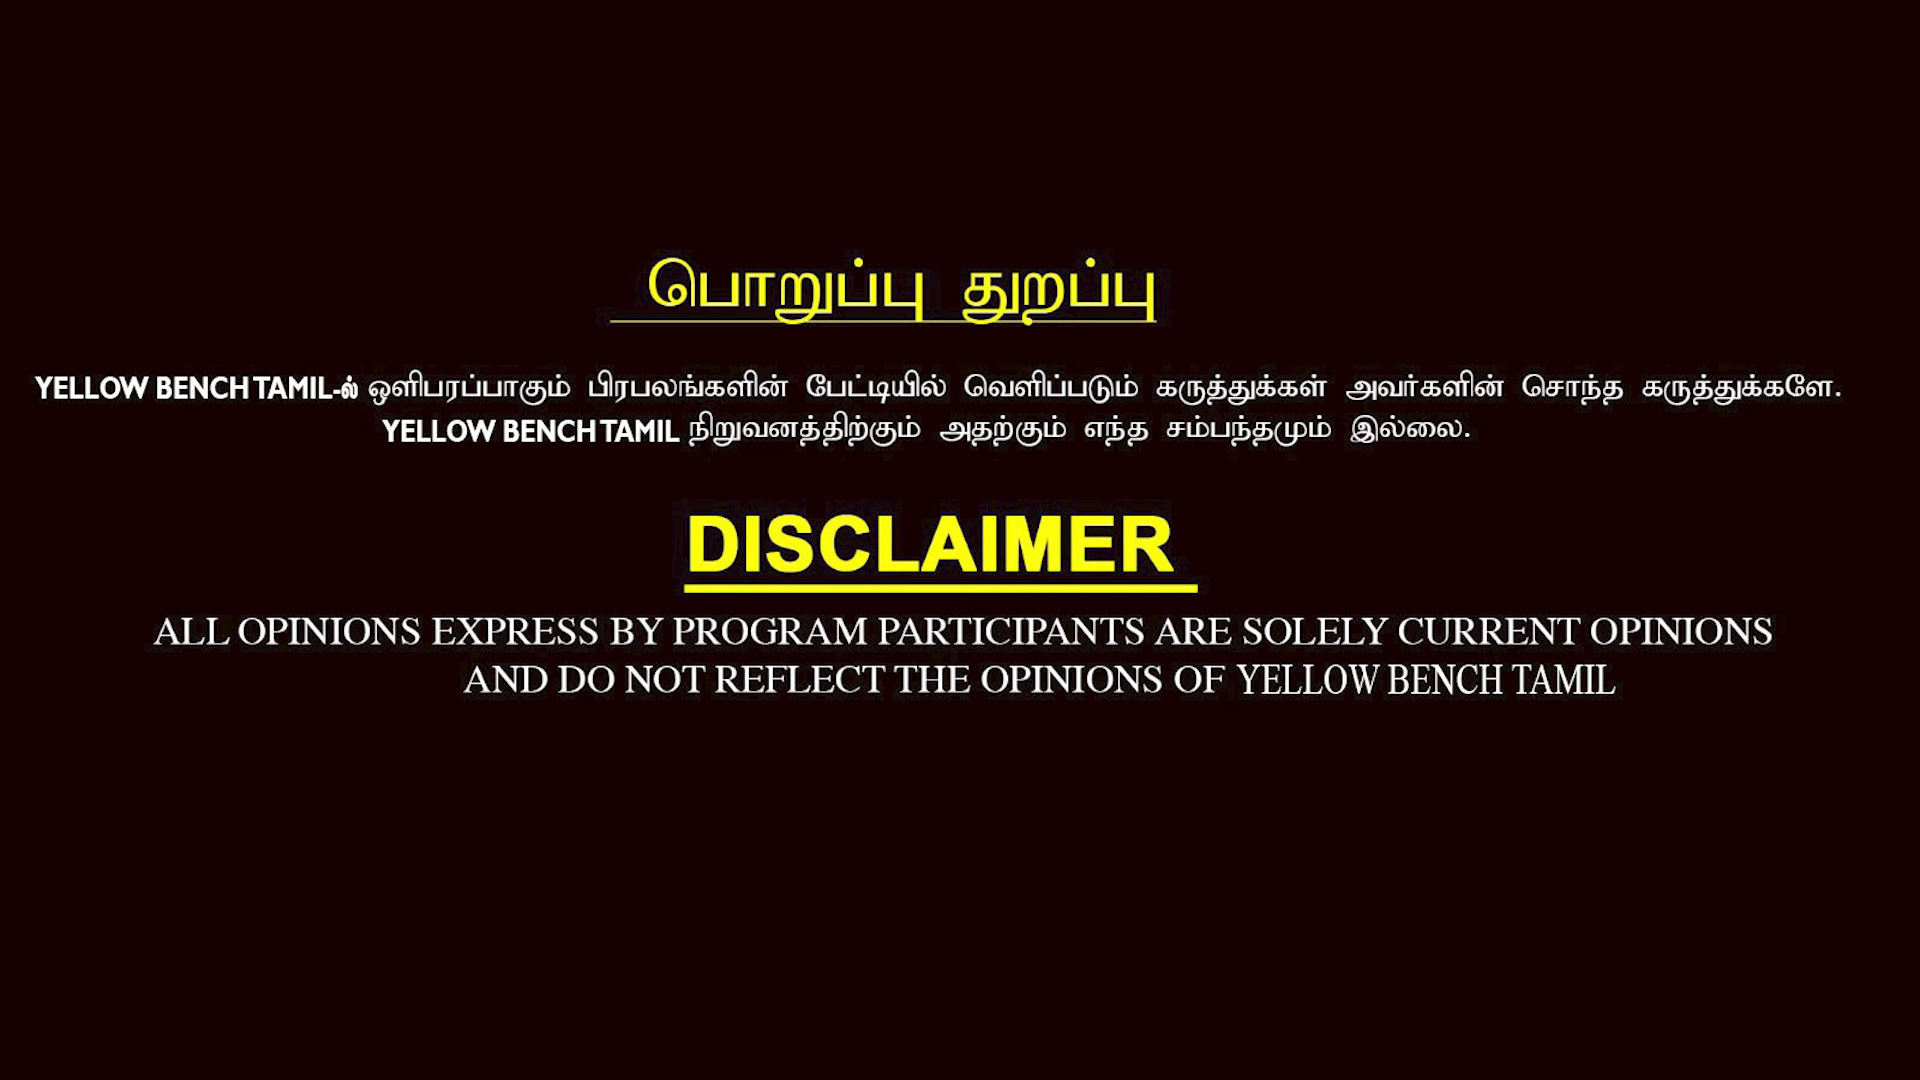 பொறுப்பு துறப்பு
YELLOW BENCH TAMIL-ல் ஒளிபரப்பாகும் பிரபலங்களின் பேட்டியில் வெளிப்படும் கருத்துக்கள் அவர்களின் சொந்த கருத்துக்களே.
YELLOW BENCH TAMIL நிறுவனத்திற்கும் அதற்கும் எந்த சம்பந்தமும் இல்லை.
DISCLAIMER
ALL OPINIONS EXPRESS BY PROGRAM PARTICIPANTS ARE SOLELY CURRENT OPINIONS
AND DO NOT REFLECT THE OPINIONS OF YELLOW BENCH TAMIL